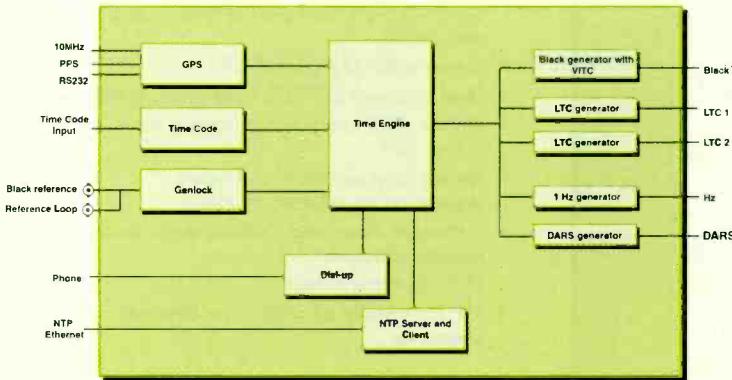 10MHz
PPS
RS232
GPS
Time Code
Input
Time Code
Black reference
Reference Loop
Genlock
Time Engine
Phone
Dial-up
NTP
Ethernet
NTP Server and
Client
Black generator with
VITC
Black
LTC generator
LTC 1
LTC generator
LTC 2
1 Hz generator
Hz
DARS generator
DARS